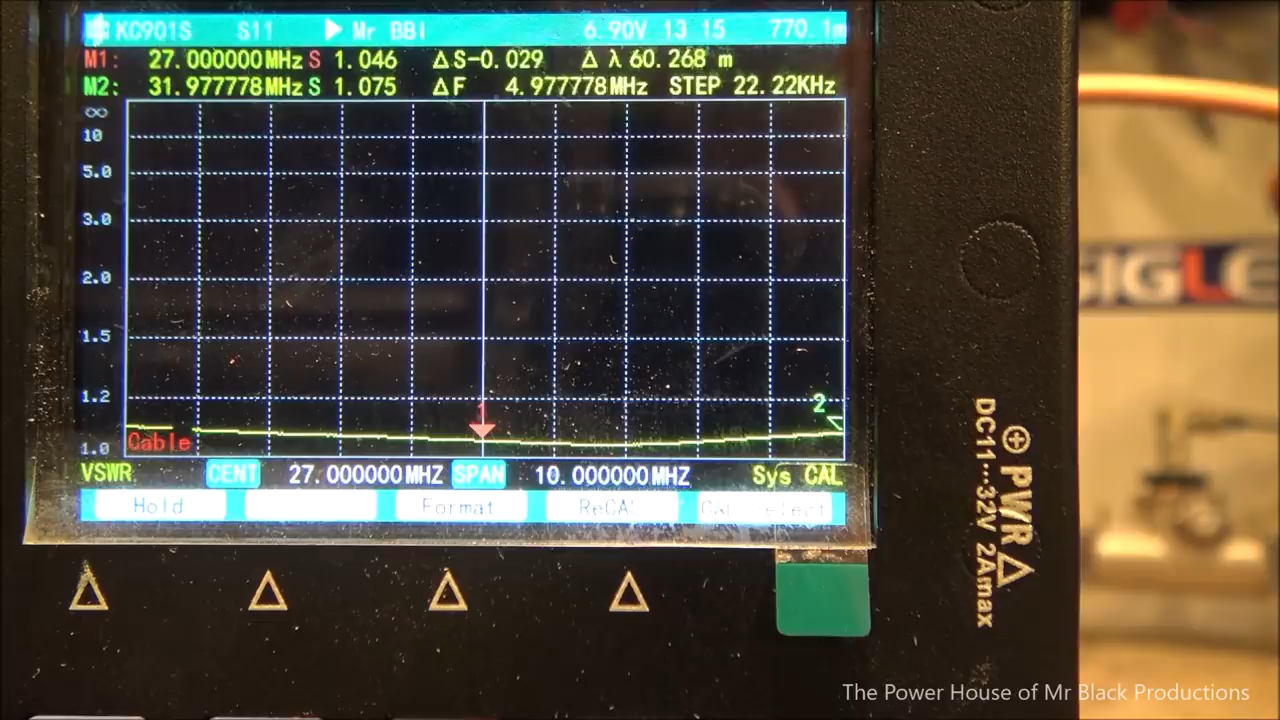 KC901S S11 ▶ Mr BBI 6.90V 13 15 770.1m
M1: 27.000000MHz S 1.046 ΔS-0.029 Δ λ 60.268 m
M2: 31.977778MHz S 1.075 ΔF 4.977778MHz STEP 22.22KHz
∞
10
5.0
3.0
2.0
1.5
1.2
1.0
1
2
Cable
VSWR CENT 27.000000MHZ SPAN 10.000000MHZ Sys CAL
Hold Format ReCAL
PWR
DC11···32V 2Amax
SIGLE
The Power House of Mr Black Productions